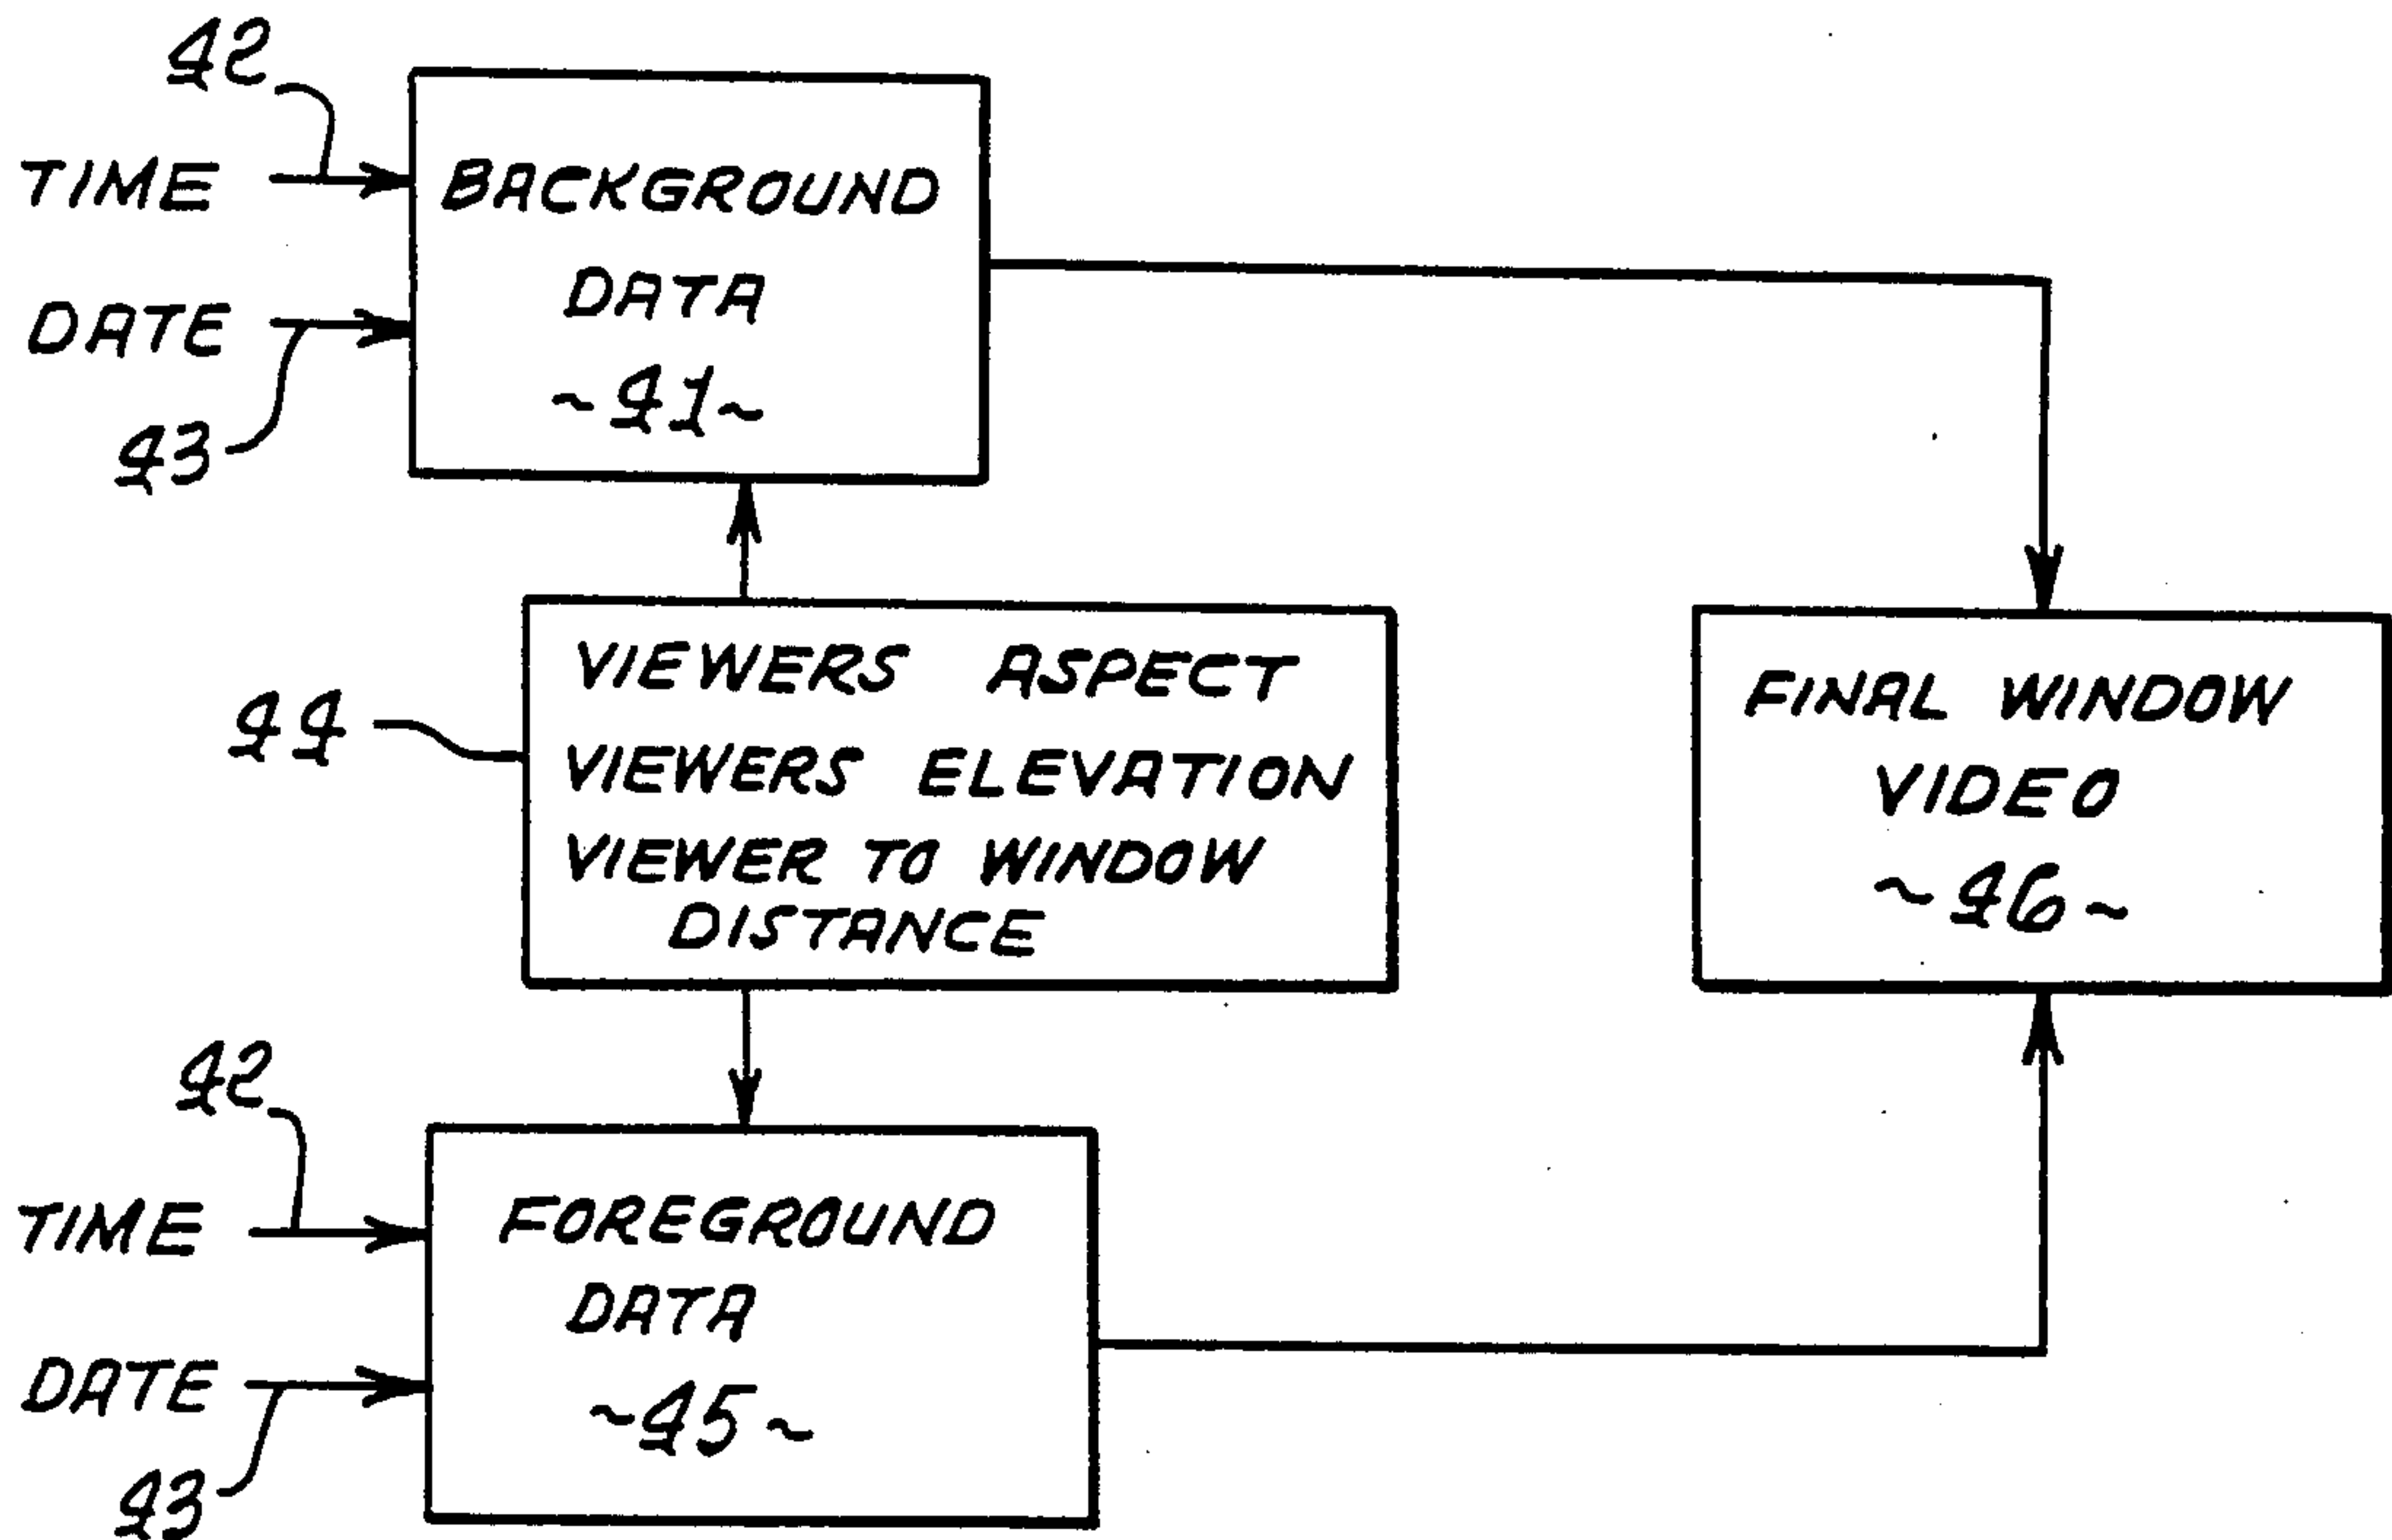 42
TIME
BACKGROUND
DATA
DATE
~41~
43
VIEWERS ASPECT
VIEWERS ELEVATION
VIEWER TO WINDOW
DISTANCE
44
FINAL WINDOW
VIDEO
~46~
42
TIME
FOREGROUND
DATA
DATE
~45~
43